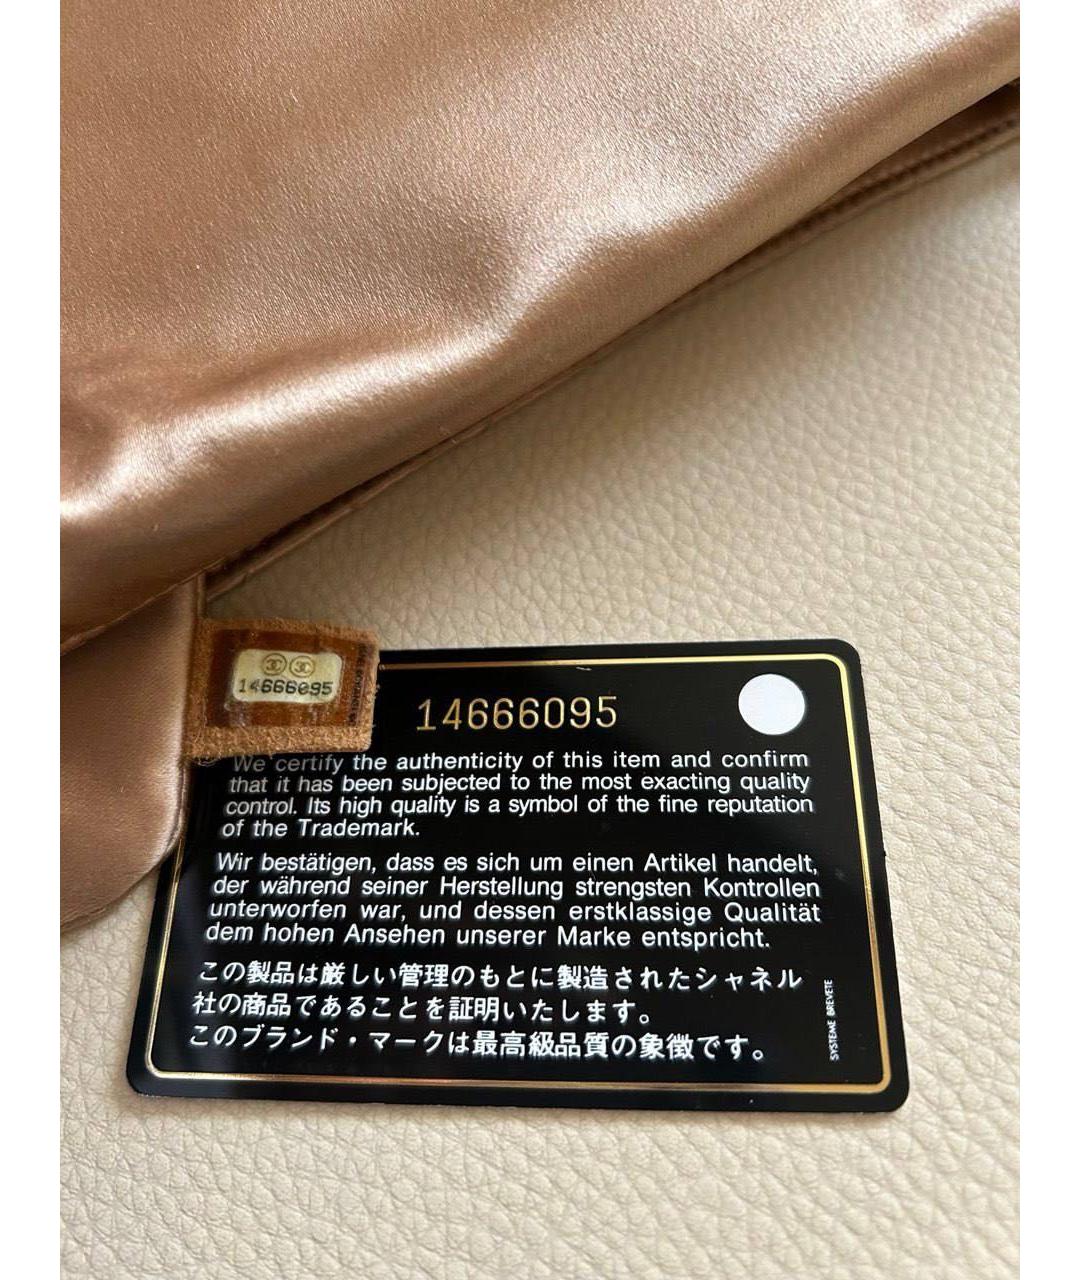 14666095
14666095
We certify the authenticity of this item and confirm
that it has been subjected to the most exacting quality
control. Its high quality is a symbol of the fine reputation
of the Trademark.
Wir bestätigen, dass es sich um einen Artikel handelt,
der während seiner Herstellung strengsten Kontrollen
unterworfen war, und dessen erstklassige Qualität
dem hohen Ansehen unserer Marke entspricht.
この製品は厳しい管理のもとに製造されたシャネル
社の商品であることを証明いたします。
このブランド・マークは最高級品質の象徴です。
SYSTEME BREVETE